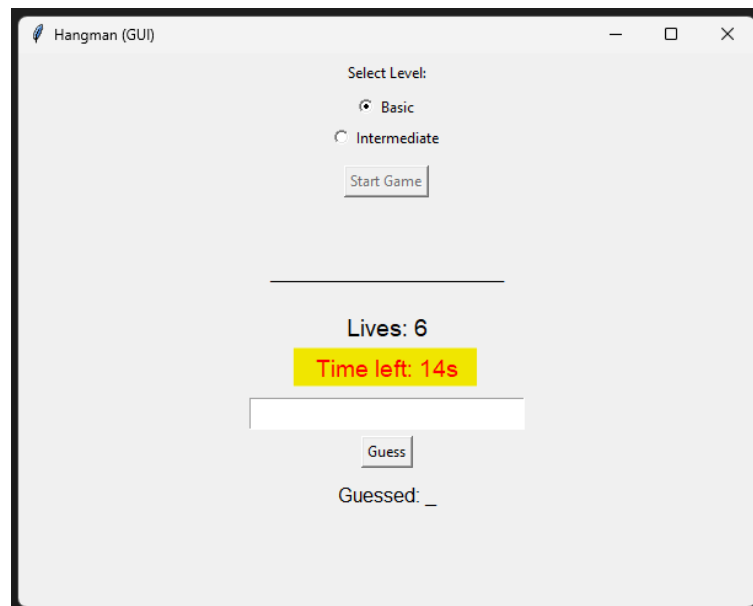 Hangman (GUI)
Select Level:
Basic
Intermediate
Start Game
Lives: 6
Time left: 14s
Guess
Guessed: _